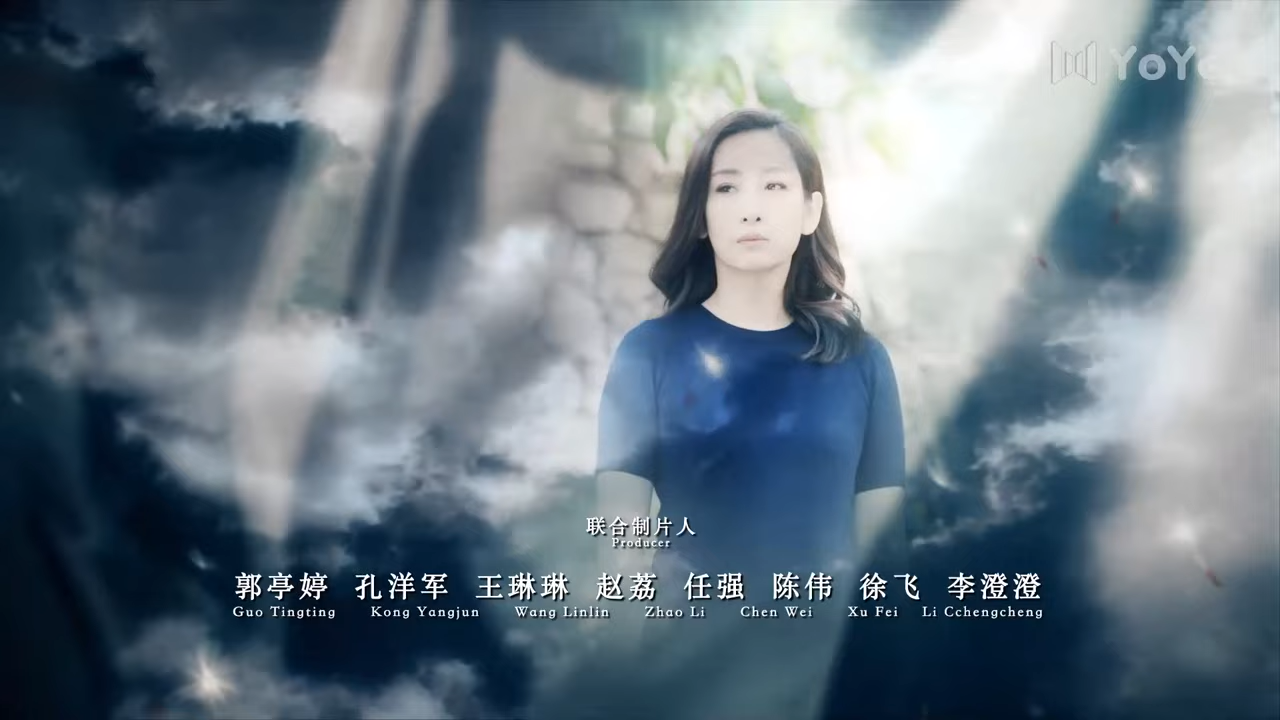 YoYo
联合制片人
Producer
郭亭婷 孔洋军 王琳琳 赵荔 任强 陈伟 徐飞 李澄澄
Guo Tingting Kong Yangjun Wang Linlin Zhao Li Chen Wei Xu Fei Li Cchengcheng